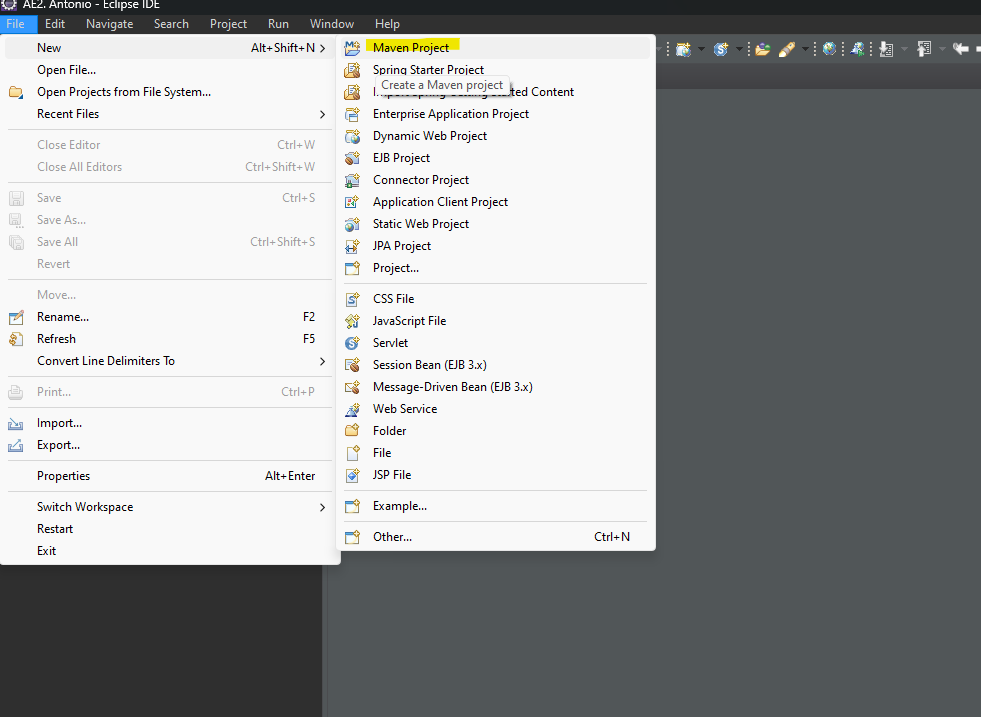 AE2. Antonio - Eclipse IDE
File Edit Navigate Search Project Run Window Help
New Alt+Shift+N
Open File...
Open Projects from File System...
Recent Files
Close Editor Ctrl+W
Close All Editors Ctrl+Shift+W
Save Ctrl+S
Save As...
Save All Ctrl+Shift+S
Revert
Move...
Rename... F2
Refresh F5
Convert Line Delimiters To
Print... Ctrl+P
Import...
Export...
Properties Alt+Enter
Switch Workspace
Restart
Exit
Maven Project
Spring Starter Project
Create a Maven project
Content
Enterprise Application Project
Dynamic Web Project
EJB Project
Connector Project
Application Client Project
Static Web Project
JPA Project
Project...
CSS File
JavaScript File
Servlet
Session Bean (EJB 3.x)
Message-Driven Bean (EJB 3.x)
Web Service
Folder
File
JSP File
Example...
Other... Ctrl+N